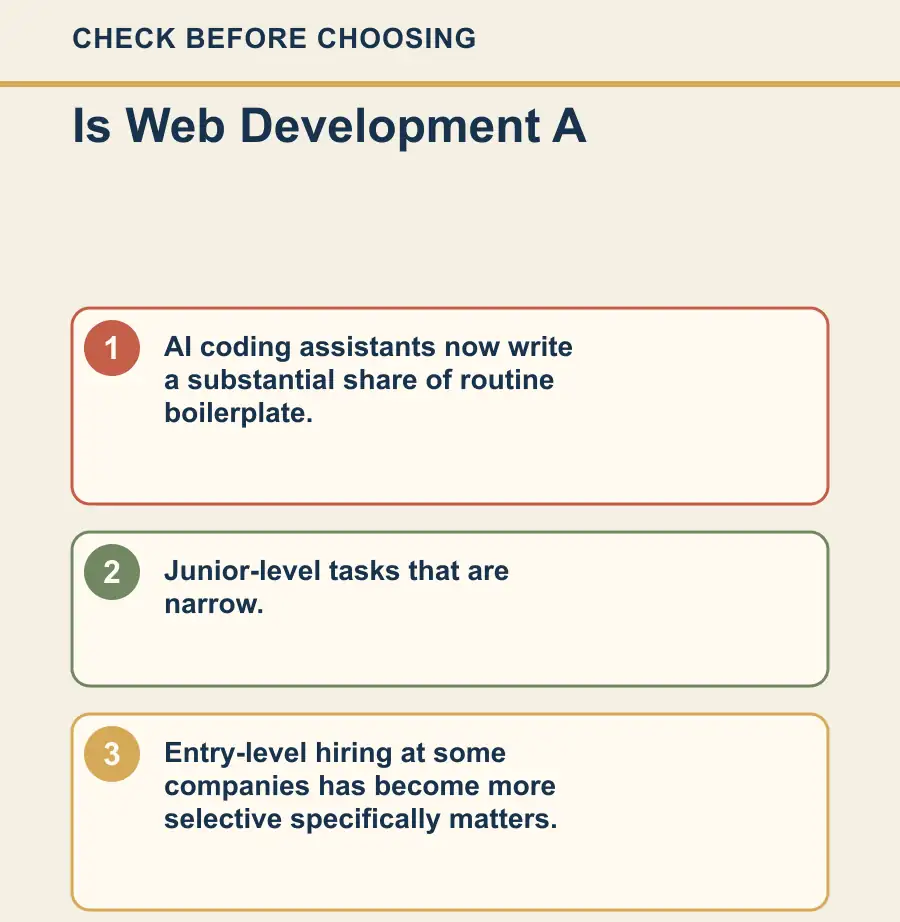 CHECK BEFORE CHOOSING
Is Web Development A
1
AI coding assistants now write
a substantial share of routine
boilerplate.
2
Junior-level tasks that are
narrow.
3
Entry-level hiring at some
companies has become more
selective specifically matters.